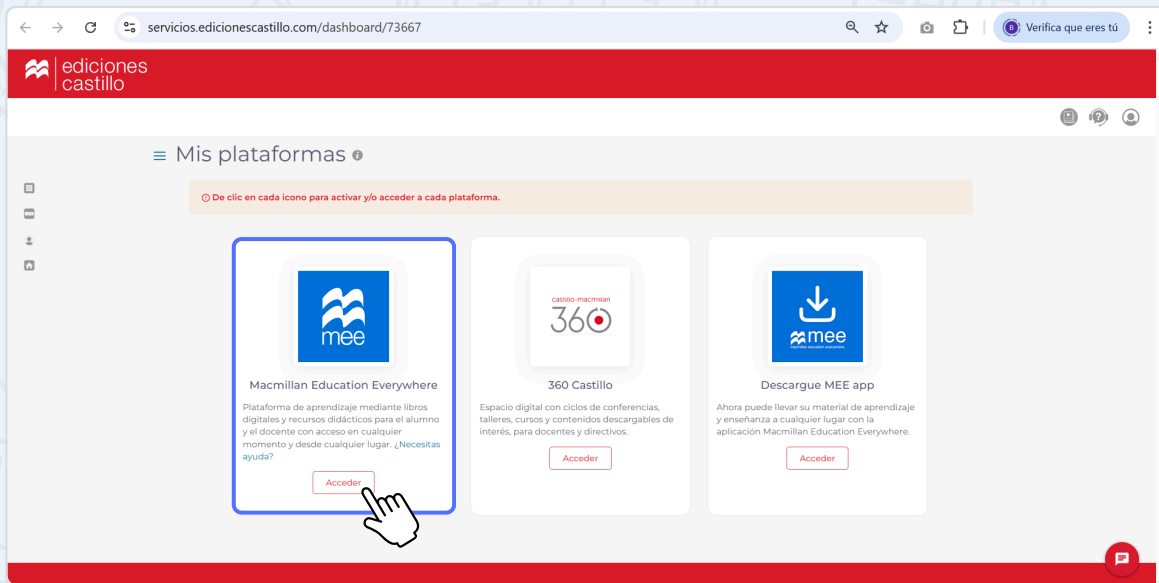 servicios.edicionescastillo.com/dashboard/73667
B
Verifica que eres tú
ediciones
castillo
Mis plataformas
De clic en cada icono para activar y/o acceder a cada plataforma.
mee
Macmillan Education Everywhere
Plataforma de aprendizaje mediante libros
digitales y recursos didácticos para el alumno
y el docente con acceso en cualquier
momento y desde cualquier lugar. ¿Necesitas
ayuda?
Acceder
castillo-macmillan
360
360 Castillo
Espacio digital con ciclos de conferencias,
talleres, cursos y contenidos descargables de
interés, para docentes y directivos.
Acceder
mee
macmillan education everywhere
Descargue MEE app
Ahora puede llevar su material de aprendizaje
y enseñanza a cualquier lugar con la
aplicación Macmillan Education Everywhere.
Acceder